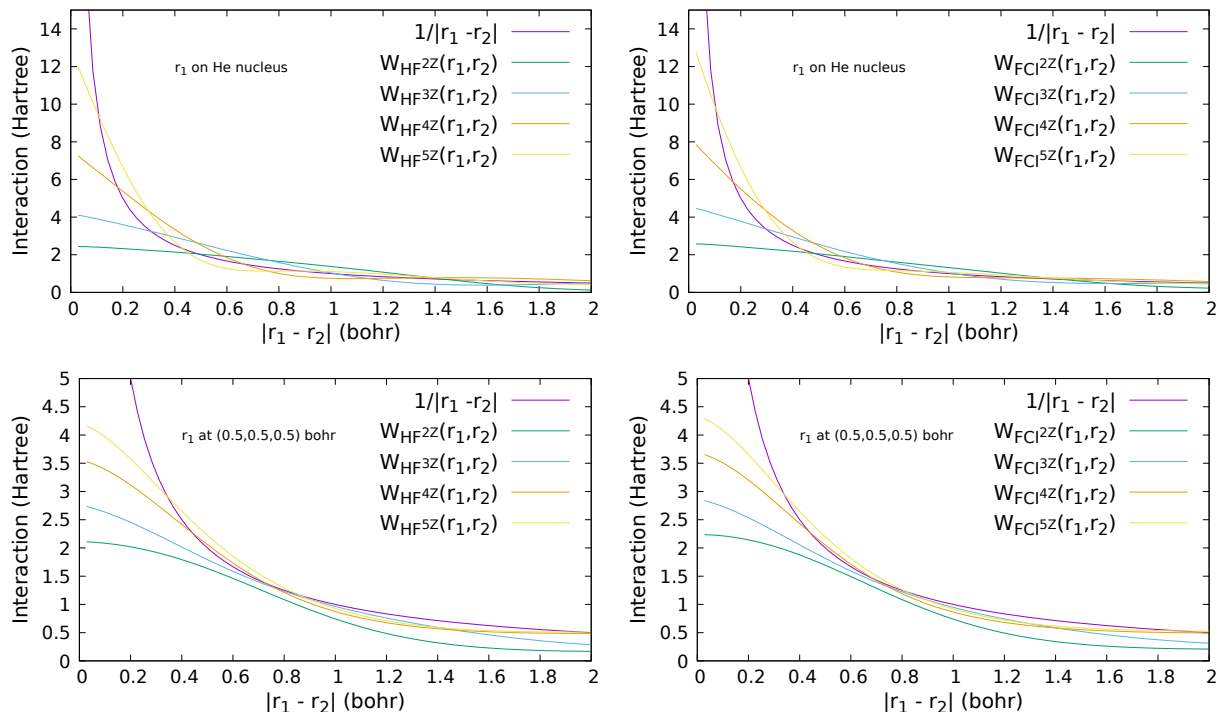 Interaction (Hartree)
14
12
10
8
6
4
2
0
0 0.2 0.4 0.6 0.8 1 1.2 1.4 1.6 1.8 2
|r1 - r2| (bohr)
r1 on He nucleus
1/|r1 -r2|
WHF2Z(r1,r2)
WHF3Z(r1,r2)
WHF4Z(r1,r2)
WHF5Z(r1,r2)
Interaction (Hartree)
14
12
10
8
6
4
2
0
0 0.2 0.4 0.6 0.8 1 1.2 1.4 1.6 1.8 2
|r1 - r2| (bohr)
r1 on He nucleus
1/|r1 - r2|
WFCI2Z(r1,r2)
WFCI3Z(r1,r2)
WFCI4Z(r1,r2)
WFCI5Z(r1,r2)
Interaction (Hartree)
5
4.5
4
3.5
3
2.5
2
1.5
1
0.5
0
0 0.2 0.4 0.6 0.8 1 1.2 1.4 1.6 1.8 2
|r1 - r2| (bohr)
r1 at (0.5,0.5,0.5) bohr
1/|r1 -r2|
WHF2Z(r1,r2)
WHF3Z(r1,r2)
WHF4Z(r1,r2)
WHF5Z(r1,r2)
Interaction (Hartree)
5
4.5
4
3.5
3
2.5
2
1.5
1
0.5
0
0 0.2 0.4 0.6 0.8 1 1.2 1.4 1.6 1.8 2
|r1 - r2| (bohr)
r1 at (0.5,0.5,0.5) bohr
1/|r1 - r2|
WFCI2Z(r1,r2)
WFCI3Z(r1,r2)
WFCI4Z(r1,r2)
WFCI5Z(r1,r2)